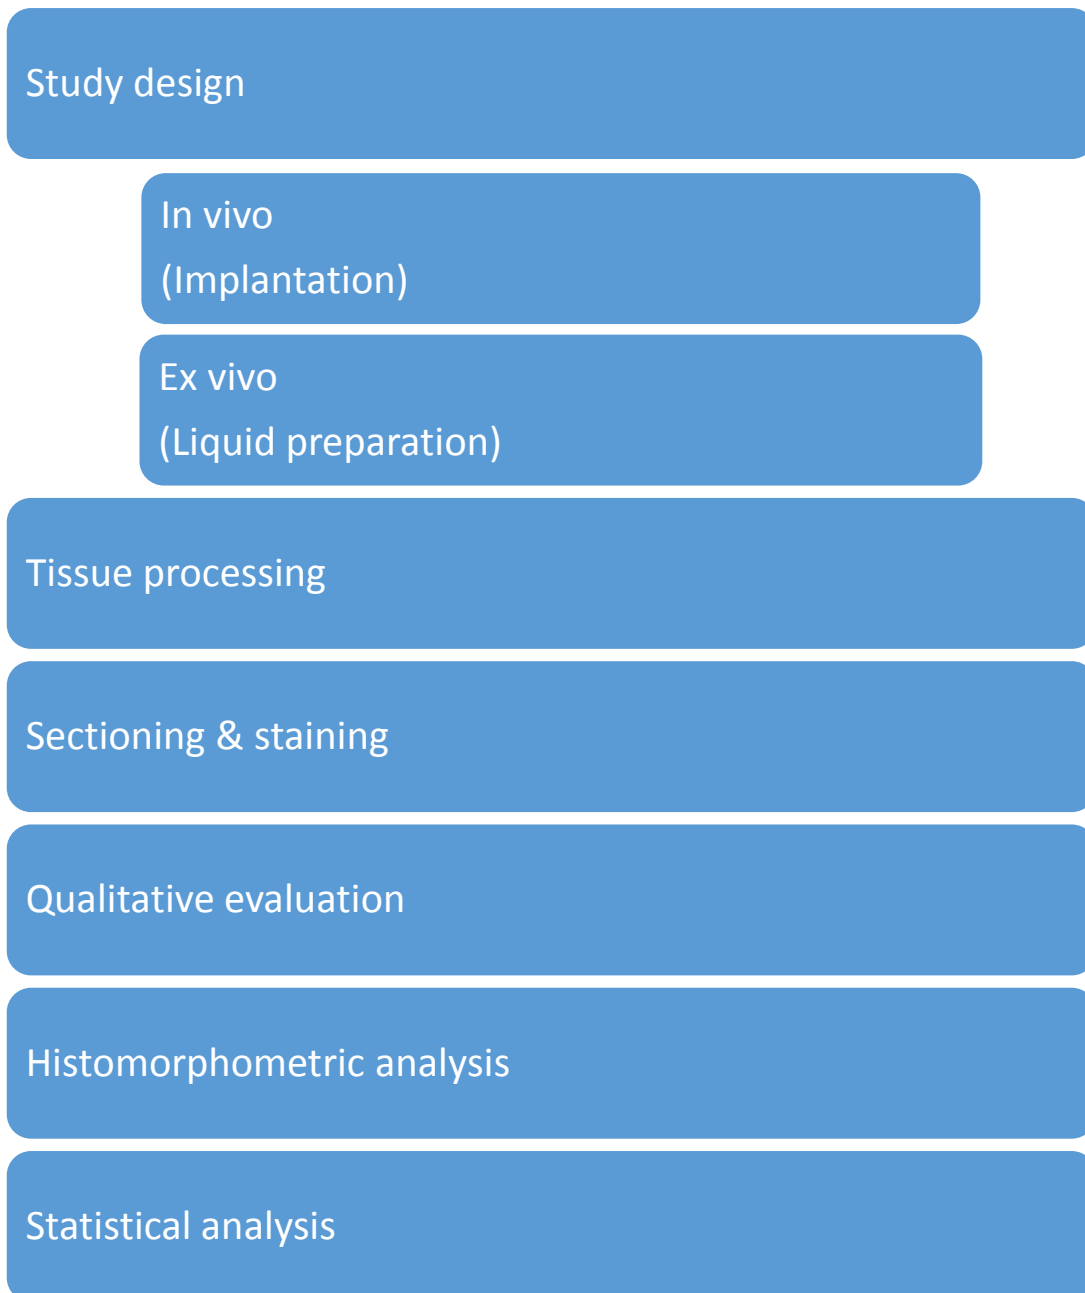 Study design
In vivo
(Implantation)
Ex vivo
(Liquid preparation)
Tissue processing
Sectioning & staining
Qualitative evaluation
Histomorphometric analysis
Statistical analysis